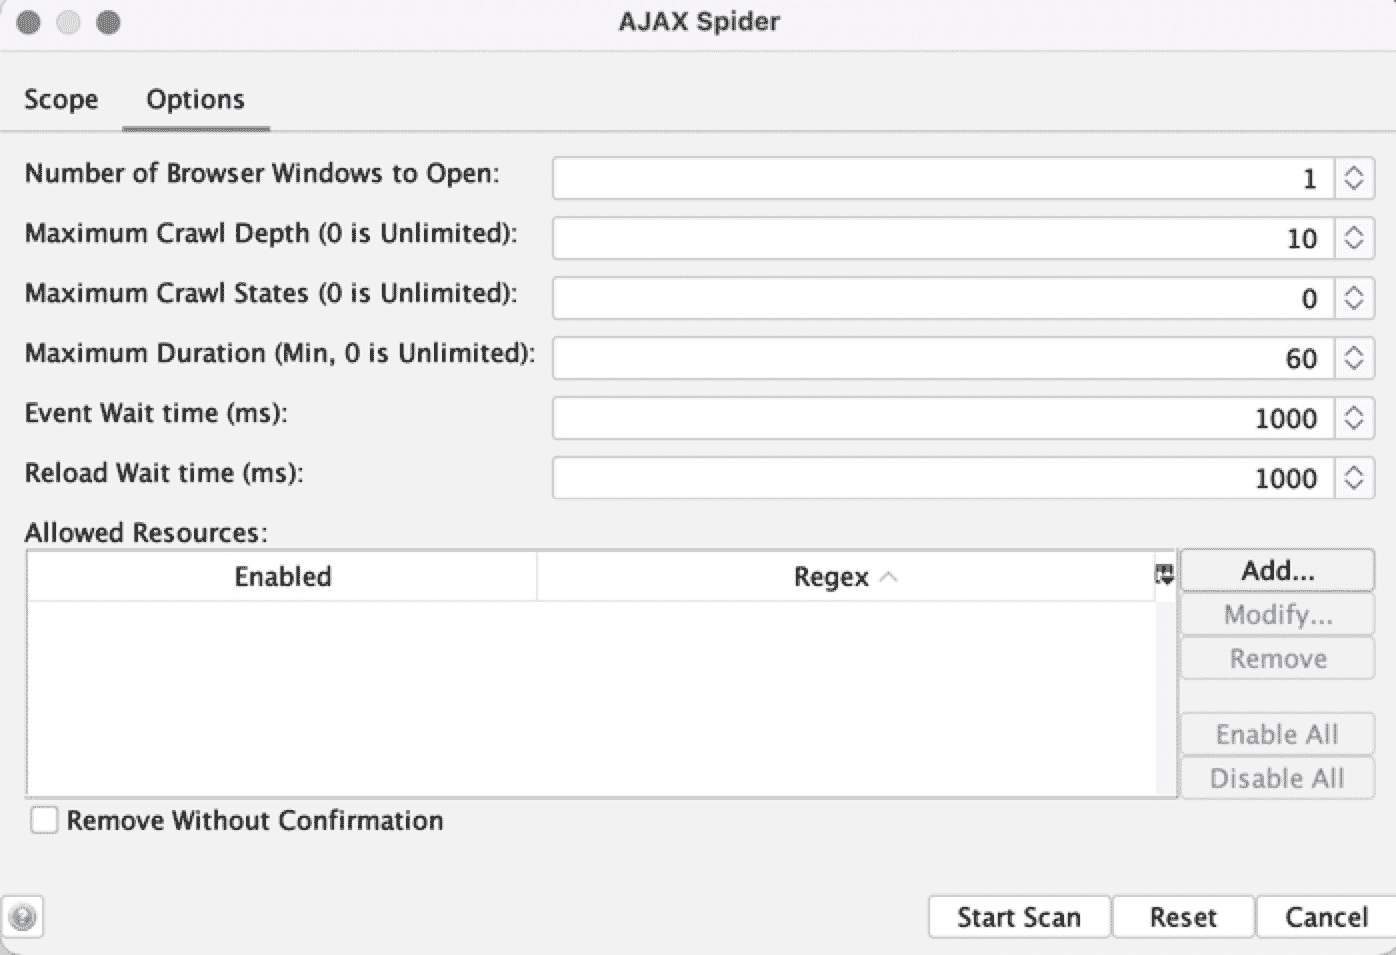 AJAX Spider
Scope Options
Number of Browser Windows to Open: 1
Maximum Crawl Depth (0 is Unlimited): 10
Maximum Crawl States (0 is Unlimited): 0
Maximum Duration (Min, 0 is Unlimited): 60
Event Wait time (ms): 1000
Reload Wait time (ms): 1000
Allowed Resources:
Enabled Regex Add...
Modify...
Remove
Enable All
Disable All
Remove Without Confirmation
Start Scan Reset Cancel